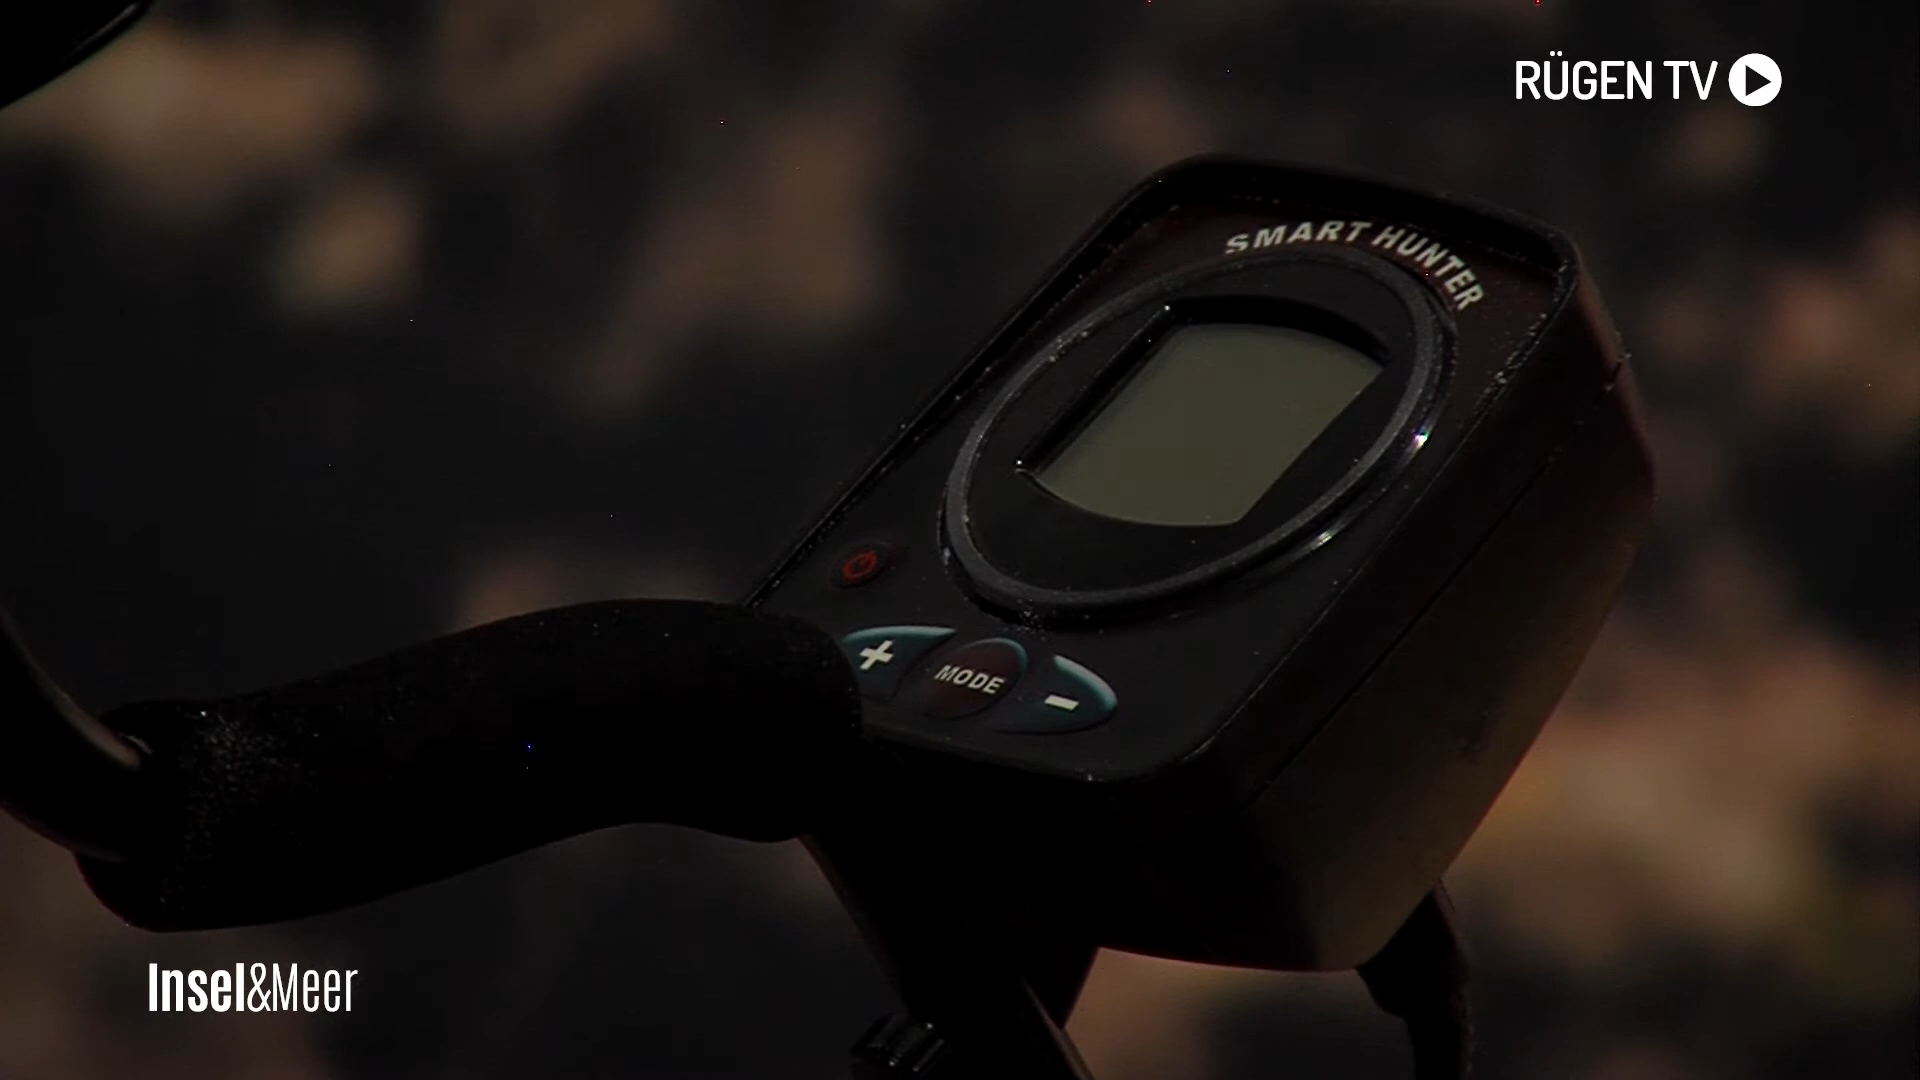 RÜGEN TV
SMART HUNTER
+
MODE
-
Insel&Meer